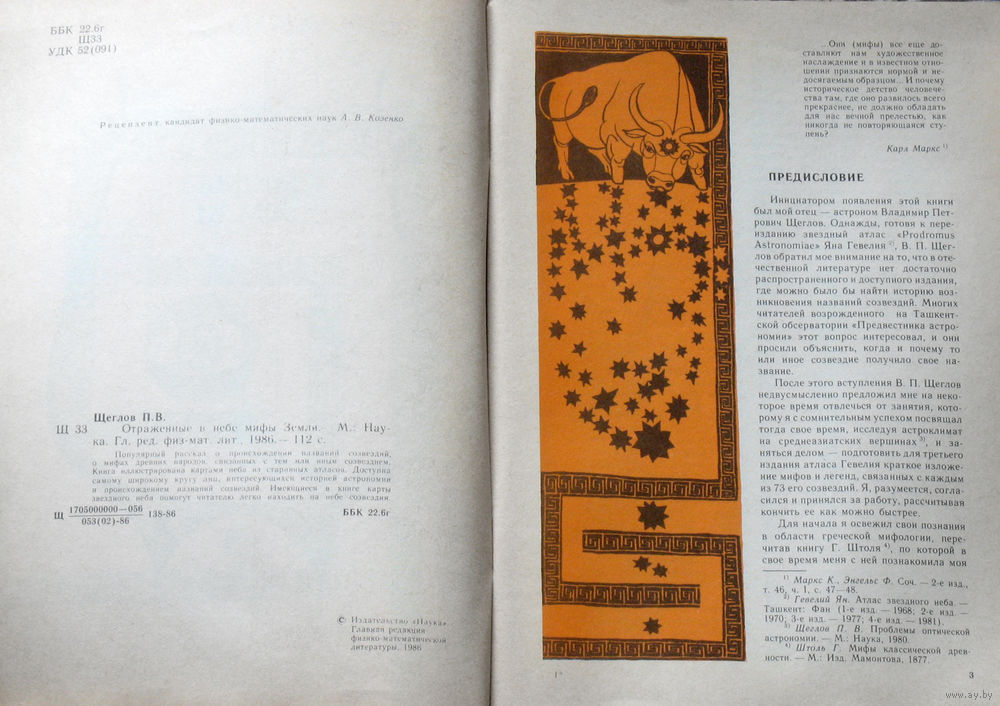 ББК 22.6г
Щ33
УДК 52(091)
Рецензент кандидат физико-математических наук А. В. Козенко
Щеглов П.В.
Щ 33 Отраженные в небе мифы Земли. М.: Нау-
ка. Гл. ред. физ-мат. лит., 1986. — 112 с.
Популярный рассказ о происхождении названий созвездий,
о мифах древних народов, связанных с тем или иным созвездием.
Книга иллюстрирована картами неба из старинных атласов. Доступна
самому широкому кругу лиц, интересующихся историей астрономии
и происхождением названий созвездий. Имеющиеся в книге карты
звездного неба помогут читателю легко находить на небе созвездия.
Щ 1705000000—056
053(02)-86 138-86 ББК 22.6г
© Издательство «Наука».
Главная редакция
физико-математической
литературы, 1986
...Они (мифы) все еще до-
ставляют нам художественное
наслаждение и в известном отно-
шении признаются нормой и не-
досягаемым образцом... И почему
историческое детство человече-
ства там, где оно развилось всего
прекраснее, не должно обладать
для нас вечной прелестью, как
никогда не повторяющаяся сту-
пень?
Карл Маркс 1)
ПРЕДИСЛОВИЕ
Инициатором появления этой книги
был мой отец — астроном Владимир Пет-
рович Щеглов. Однажды, готовя к пере-
изданию звездный атлас «Prodromus
Astronomiae» Яна Гевелия 2), В. П. Щег-
лов обратил мое внимание на то, что в оте-
чественной литературе нет достаточно
распространенного и доступного издания,
где можно было бы найти историю воз-
никновения названий созвездий. Многих
читателей возрожденного на Ташкент-
ской обсерватории «Предвестника астро-
номии» этот вопрос интересовал, и они
просили объяснить, когда и почему то
или иное созвездие получило свое на-
звание.
После этого вступления В. П. Щеглов
недвусмысленно предложил мне на неко-
торое время отвлечься от занятия, кото-
рому я с сомнительным успехом посвящал
тогда свое время, исследуя астроклимат
на среднеазиатских вершинах 3), и за-
няться делом — подготовить для третьего
издания атласа Гевелия краткое изложе-
ние мифов и легенд, связанных с каждым
из 73 его созвездий. Я, разумеется, согла-
сился и принялся за работу, рассчитывая
кончить ее как можно быстрее.
Для начала я освежил свои познания
в области греческой мифологии, пере-
читав книгу Г. Штоля 4), по которой в
свое время меня с ней познакомила моя
1) Маркс К., Энгельс Ф. Соч. — 2-е изд.,
т. 46, ч. I, с. 47—48.
2) Гевелий Ян. Атлас звездного неба. —
Ташкент: Фан (1-е изд. — 1968; 2-е изд. —
1970; 3-е изд. — 1977; 4-е изд. — 1981).
3) Щеглов П. В. Проблемы оптической
астрономии. — М.: Наука, 1980.
4) Штоль Г. Мифы классической древ-
ности. — М.: Изд. Мамонтова, 1877.
1*
3
www.ay.by